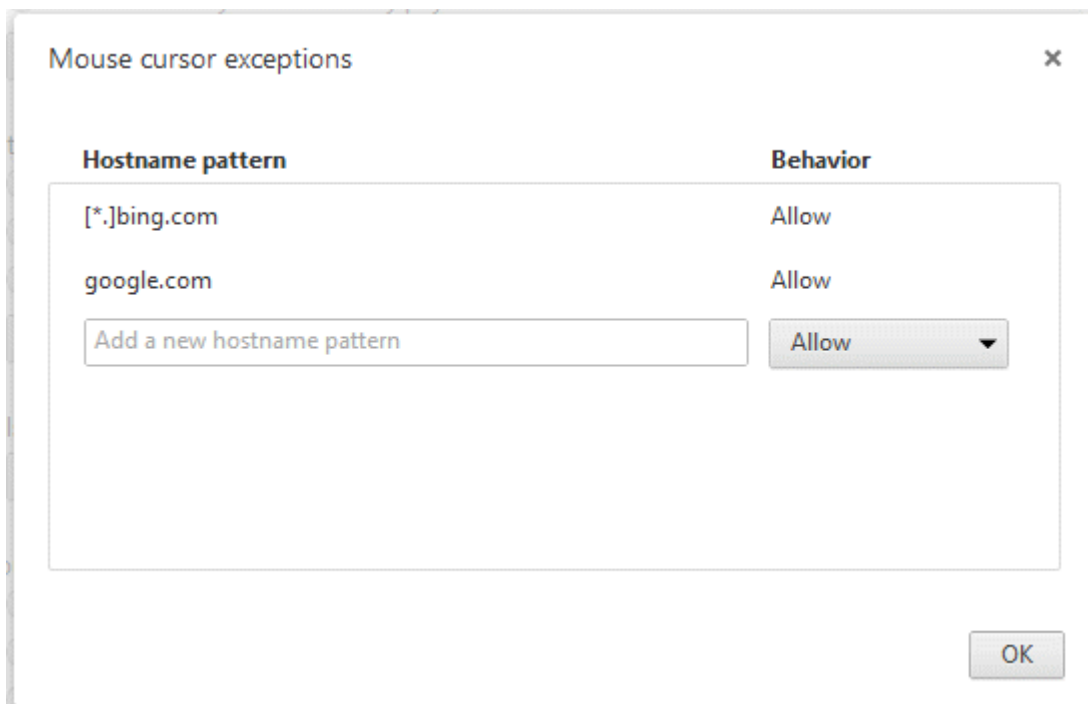 Mouse cursor exceptions ×
Hostname pattern Behavior
[*.]bing.com Allow
google.com Allow
Add a new hostname pattern Allow
OK